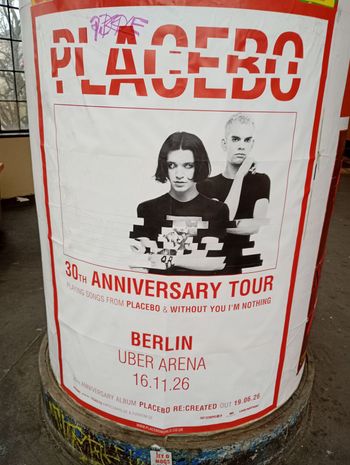 PLACEBO
30TH ANNIVERSARY TOUR
PLAYING SONGS FROM PLACEBO & WITHOUT YOU I'M NOTHING
BERLIN
UBER ARENA
16.11.26
ANNIVERSARY ALBUM PLACEBO RE:CREATED OUT 19.06.26